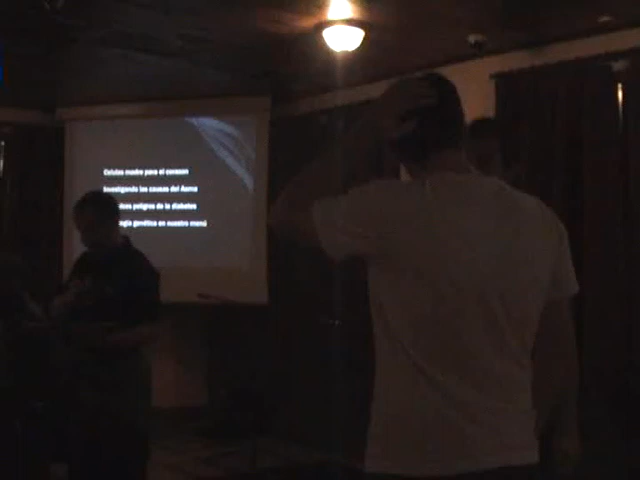 Celulas madre para el corazon
Investigando las causas del Asma
peligros de la diabetes
genética en nuestro menú